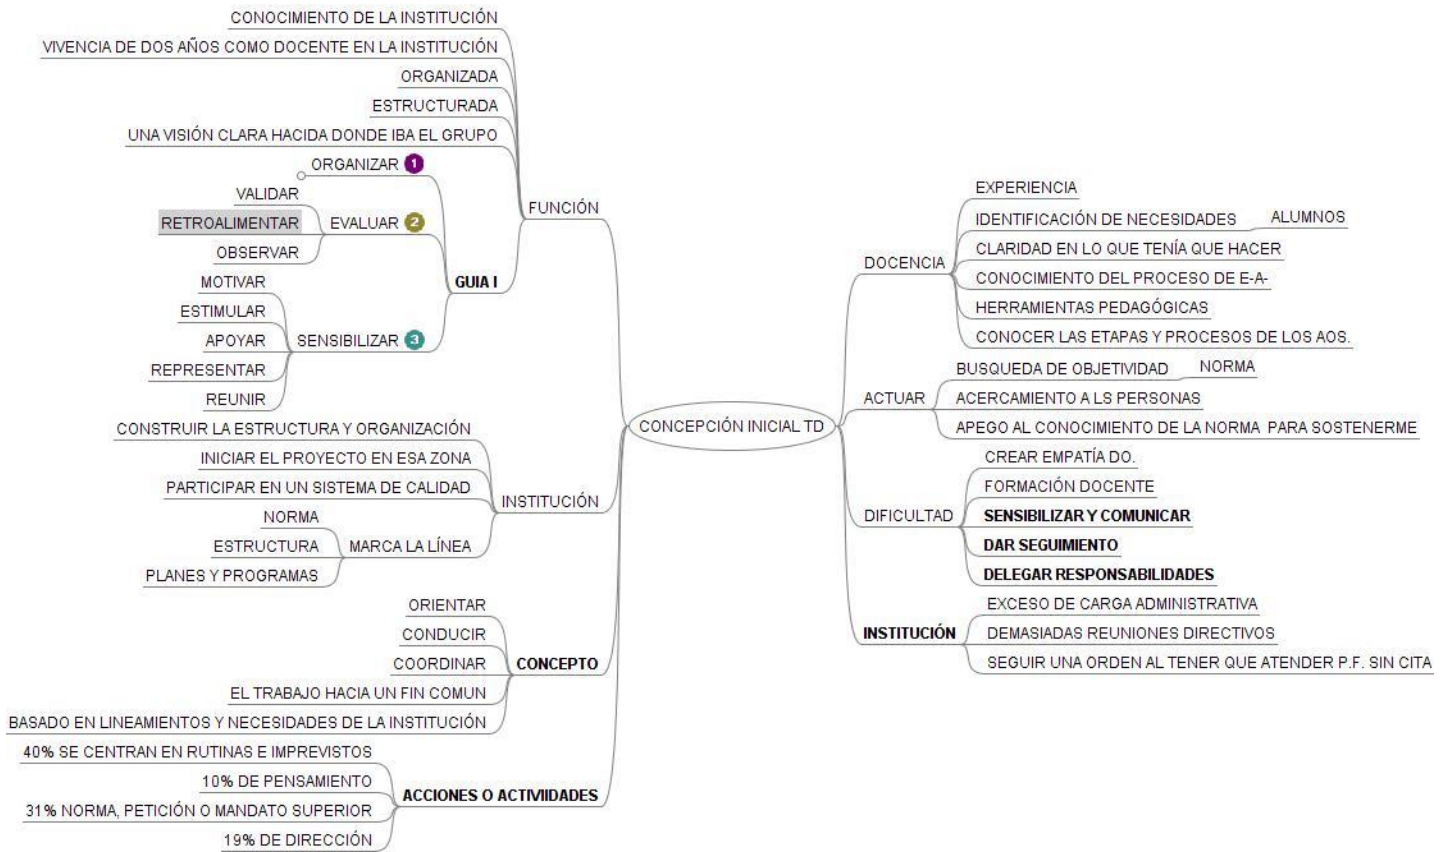 CONCEPCIÓN INICIAL TD
FUNCIÓN
CONOCIMIENTO DE LA INSTITUCIÓN
VIVENCIA DE DOS AÑOS COMO DOCENTE EN LA INSTITUCIÓN
ORGANIZADA
ESTRUCTURADA
UNA VISIÓN CLARA HACIDA DONDE IBA EL GRUPO
GUIA I
ORGANIZAR 1
EVALUAR 2
VALIDAR
RETROALIMENTAR
OBSERVAR
SENSIBILIZAR 3
MOTIVAR
ESTIMULAR
APOYAR
REPRESENTAR
REUNIR
INSTITUCIÓN
CONSTRUIR LA ESTRUCTURA Y ORGANIZACIÓN
INICIAR EL PROYECTO EN ESA ZONA
PARTICIPAR EN UN SISTEMA DE CALIDAD
MARCA LA LÍNEA
NORMA
ESTRUCTURA
PLANES Y PROGRAMAS
CONCEPTO
ORIENTAR
CONDUCIR
COORDINAR
EL TRABAJO HACIA UN FIN COMUN
BASADO EN LINEAMIENTOS Y NECESIDADES DE LA INSTITUCIÓN
ACCIONES O ACTIVIIDADES
40% SE CENTRAN EN RUTINAS E IMPREVISTOS
10% DE PENSAMIENTO
31% NORMA, PETICIÓN O MANDATO SUPERIOR
19% DE DIRECCIÓN
DOCENCIA
EXPERIENCIA
IDENTIFICACIÓN DE NECESIDADES
ALUMNOS
CLARIDAD EN LO QUE TENÍA QUE HACER
CONOCIMIENTO DEL PROCESO DE E-A-
HERRAMIENTAS PEDAGÓGICAS
CONOCER LAS ETAPAS Y PROCESOS DE LOS AOS.
ACTUAR
BUSQUEDA DE OBJETIVIDAD
NORMA
ACERCAMIENTO A LS PERSONAS
APEGO AL CONOCIMIENTO DE LA NORMA PARA SOSTENERME
DIFICULTAD
CREAR EMPATÍA DO.
FORMACIÓN DOCENTE
SENSIBILIZAR Y COMUNICAR
DAR SEGUIMIENTO
DELEGAR RESPONSABILIDADES
INSTITUCIÓN
EXCESO DE CARGA ADMINISTRATIVA
DEMASIADAS REUNIONES DIRECTIVOS
SEGUIR UNA ORDEN AL TENER QUE ATENDER P.F. SIN CITA